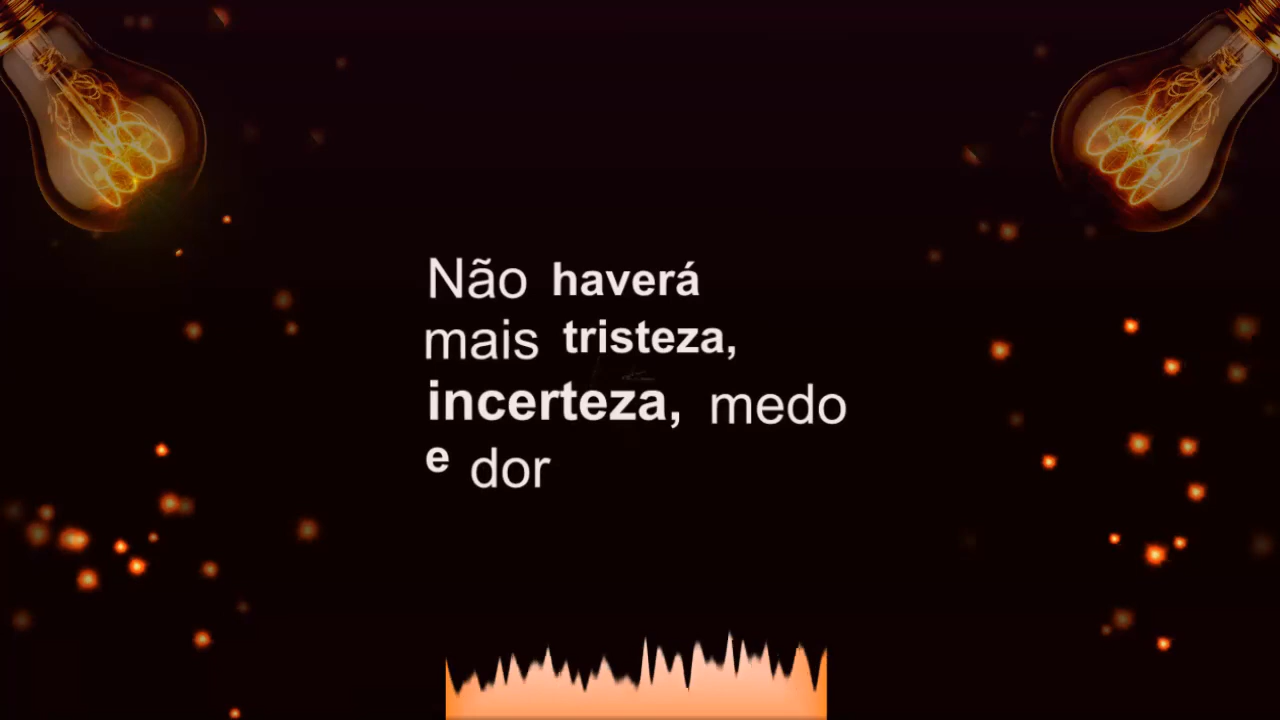 Não haverá
mais tristeza,
incerteza, medo
e dor